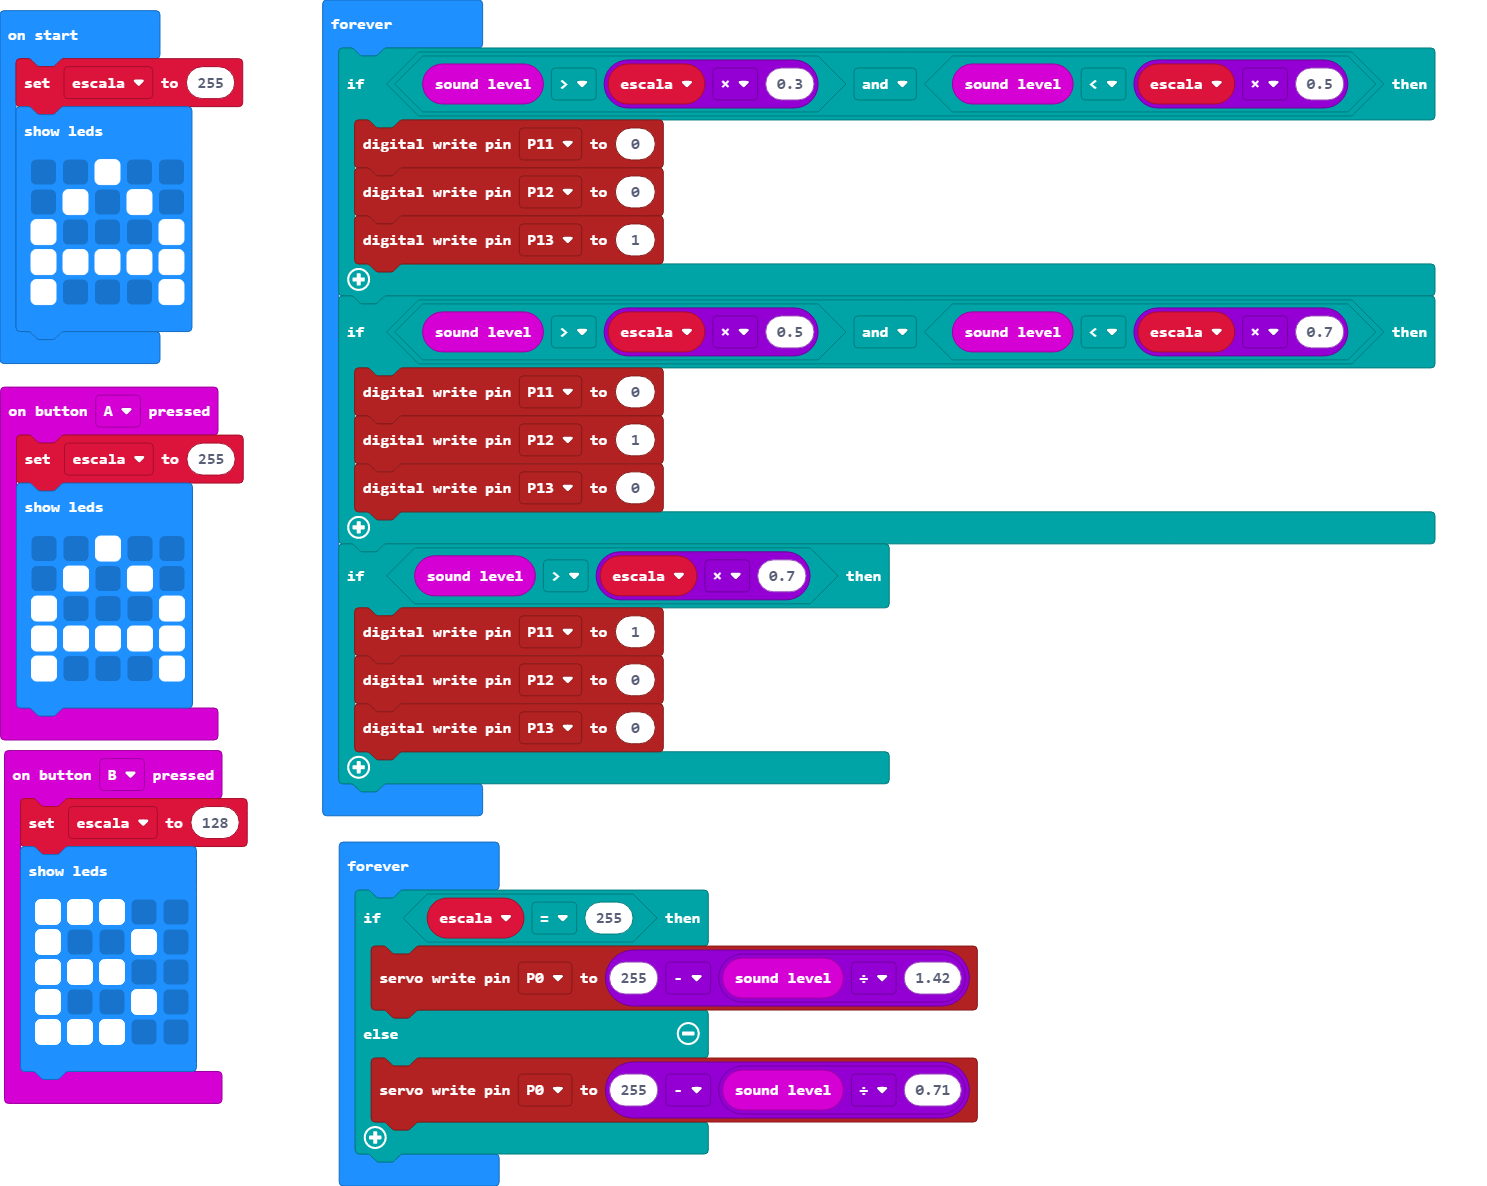 on start
set escala to 255
show leds
on button A pressed
set escala to 255
show leds
on button B pressed
set escala to 128
show leds
forever
if sound level > escala × 0.3 and sound level < escala × 0.5 then
digital write pin P11 to 0
digital write pin P12 to 0
digital write pin P13 to 1
if sound level > escala × 0.5 and sound level < escala × 0.7 then
digital write pin P11 to 0
digital write pin P12 to 1
digital write pin P13 to 0
if sound level > escala × 0.7 then
digital write pin P11 to 1
digital write pin P12 to 0
digital write pin P13 to 0
forever
if escala = 255 then
servo write pin P0 to 255 - sound level ÷ 1.42
else
servo write pin P0 to 255 - sound level ÷ 0.71